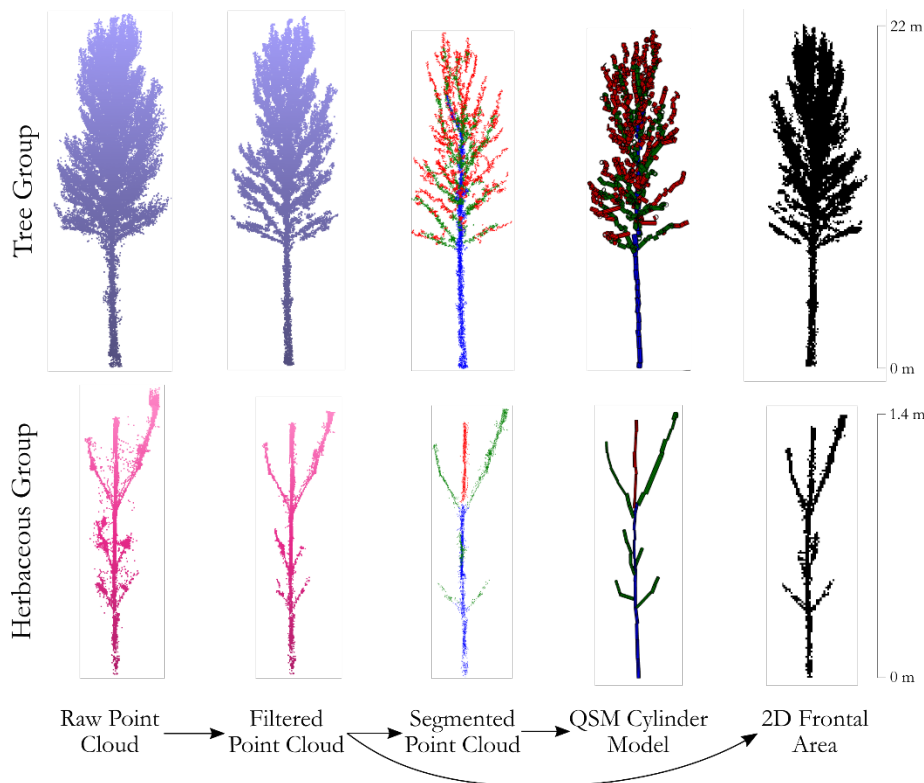 Tree Group
22 m
0 m
Herbaceous Group
1.4 m
0 m
Raw Point
Cloud
Filtered
Point Cloud
Segmented
Point Cloud
QSM Cylinder
Model
2D Frontal
Area